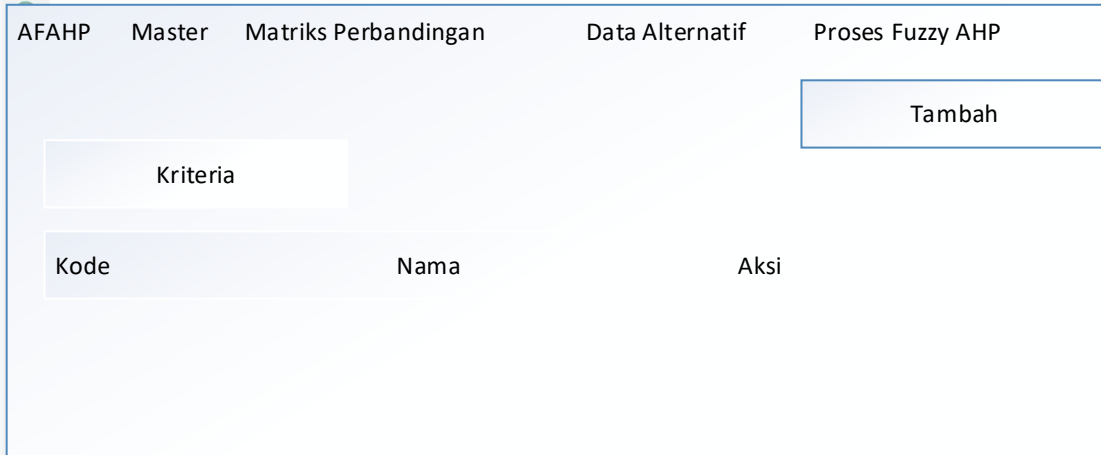 AFAHP Master Matriks Perbandingan Data Alternatif Proses Fuzzy AHP
Tambah
Kriteria
Kode Nama Aksi